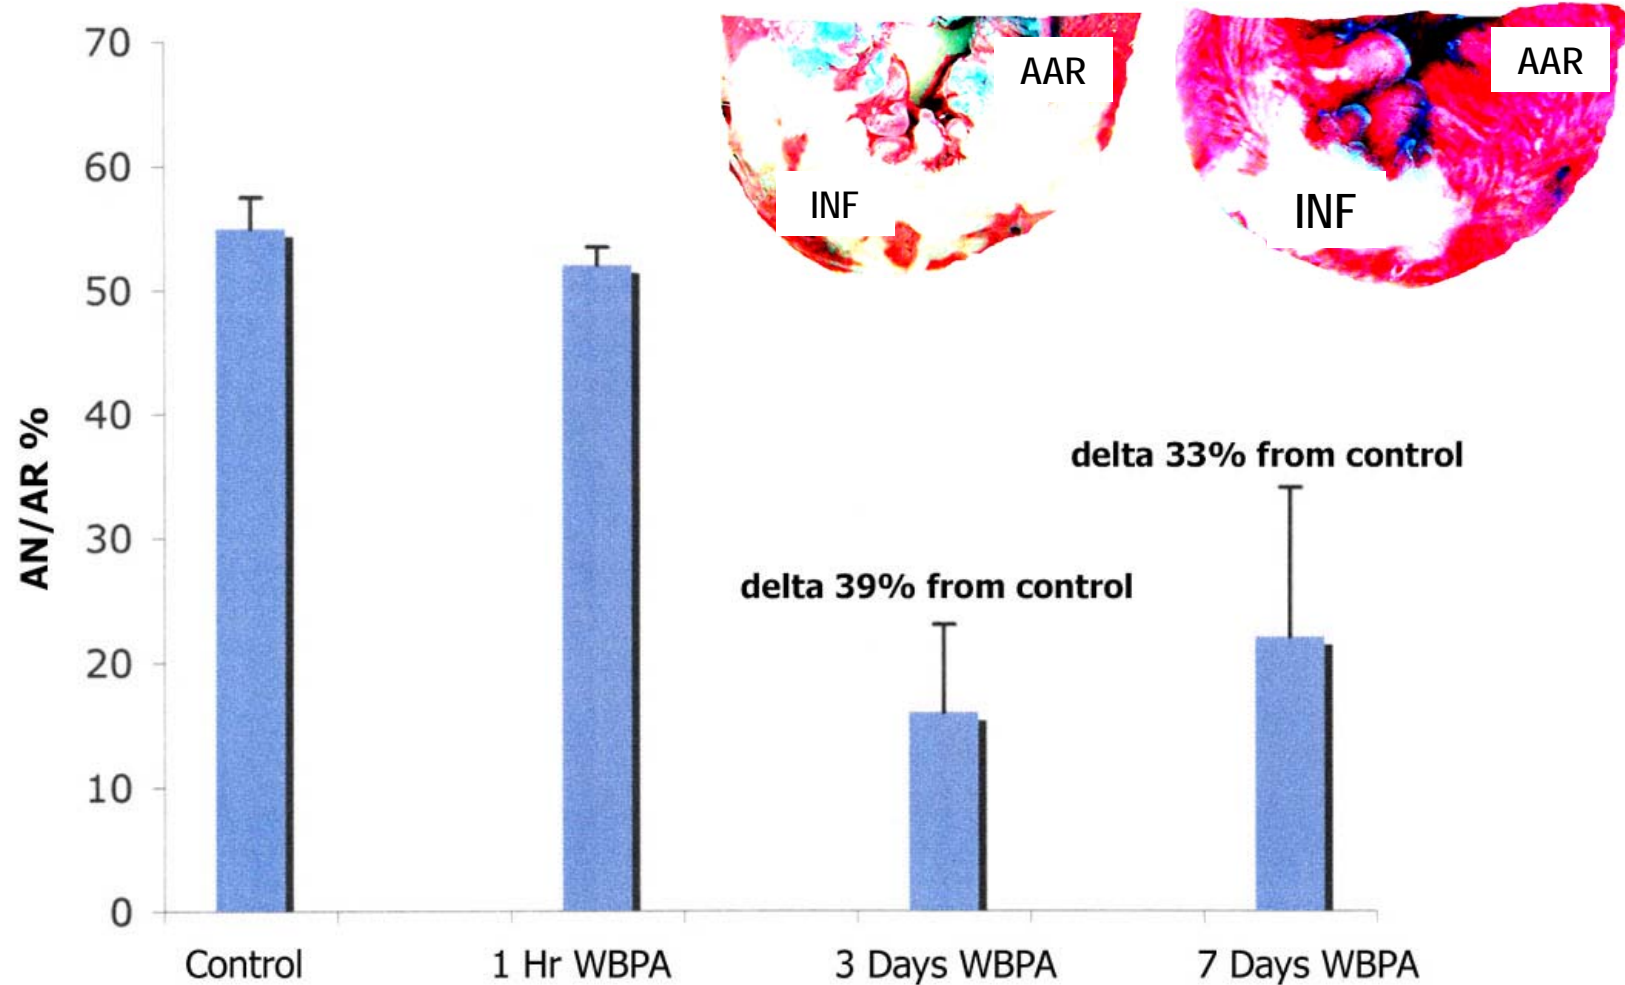 AAR
AAR
INF
INF
70
60
50
40
30
20
10
0
AN/AR %
delta 33% from control
delta 39% from control
Control
1 Hr WBPA
3 Days WBPA
7 Days WBPA